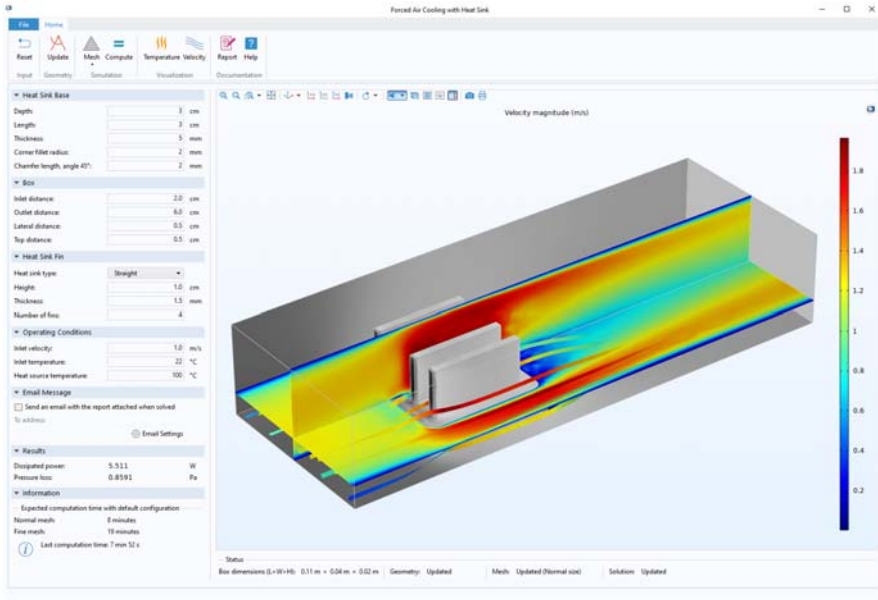 Forced Air Cooling with Heat Sink
File Home
Reset Update Mesh Compute Temperature Velocity Report Help
Input Geometry Simulation Visualization Documentation
Heat Sink Base
Depth: 3 cm
Length: 3 cm
Thickness: 5 mm
Corner fillet radius: 2 mm
Chamfer length, angle 45°: 2 mm
Box
Inlet distance: 2.0 cm
Outlet distance: 6.0 cm
Lateral distance: 0.5 cm
Top distance: 0.5 cm
Heat Sink Fin
Heat sink type: Straight
Height: 1.0 cm
Thickness: 1.5 mm
Number of fins: 4
Operating Conditions
Inlet velocity: 1.0 m/s
Inlet temperature: 22 °C
Heat source temperature: 100 °C
Email Message
Send an email with the report attached when solved
To address:
Email Settings
Results
Dissipated power: 5.511 W
Pressure loss: 0.8591 Pa
Information
Expected computation time with default configuration
Normal mesh: 8 minutes
Fine mesh: 19 minutes
Last computation time: 7 min 52 s
Velocity magnitude (m/s)
1.8
1.6
1.4
1.2
1
0.8
0.6
0.4
0.2
Status
Box dimensions (L×W×H): 0.11 m × 0.04 m × 0.02 m Geometry: Updated Mesh: Updated (Normal size) Solution: Updated